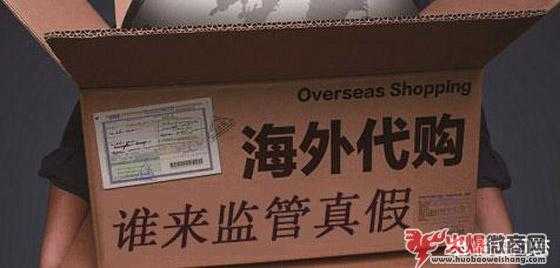 Overseas Shopping
海外代购
谁来监管真假
火爆微商网
www.huobaoweishang.com